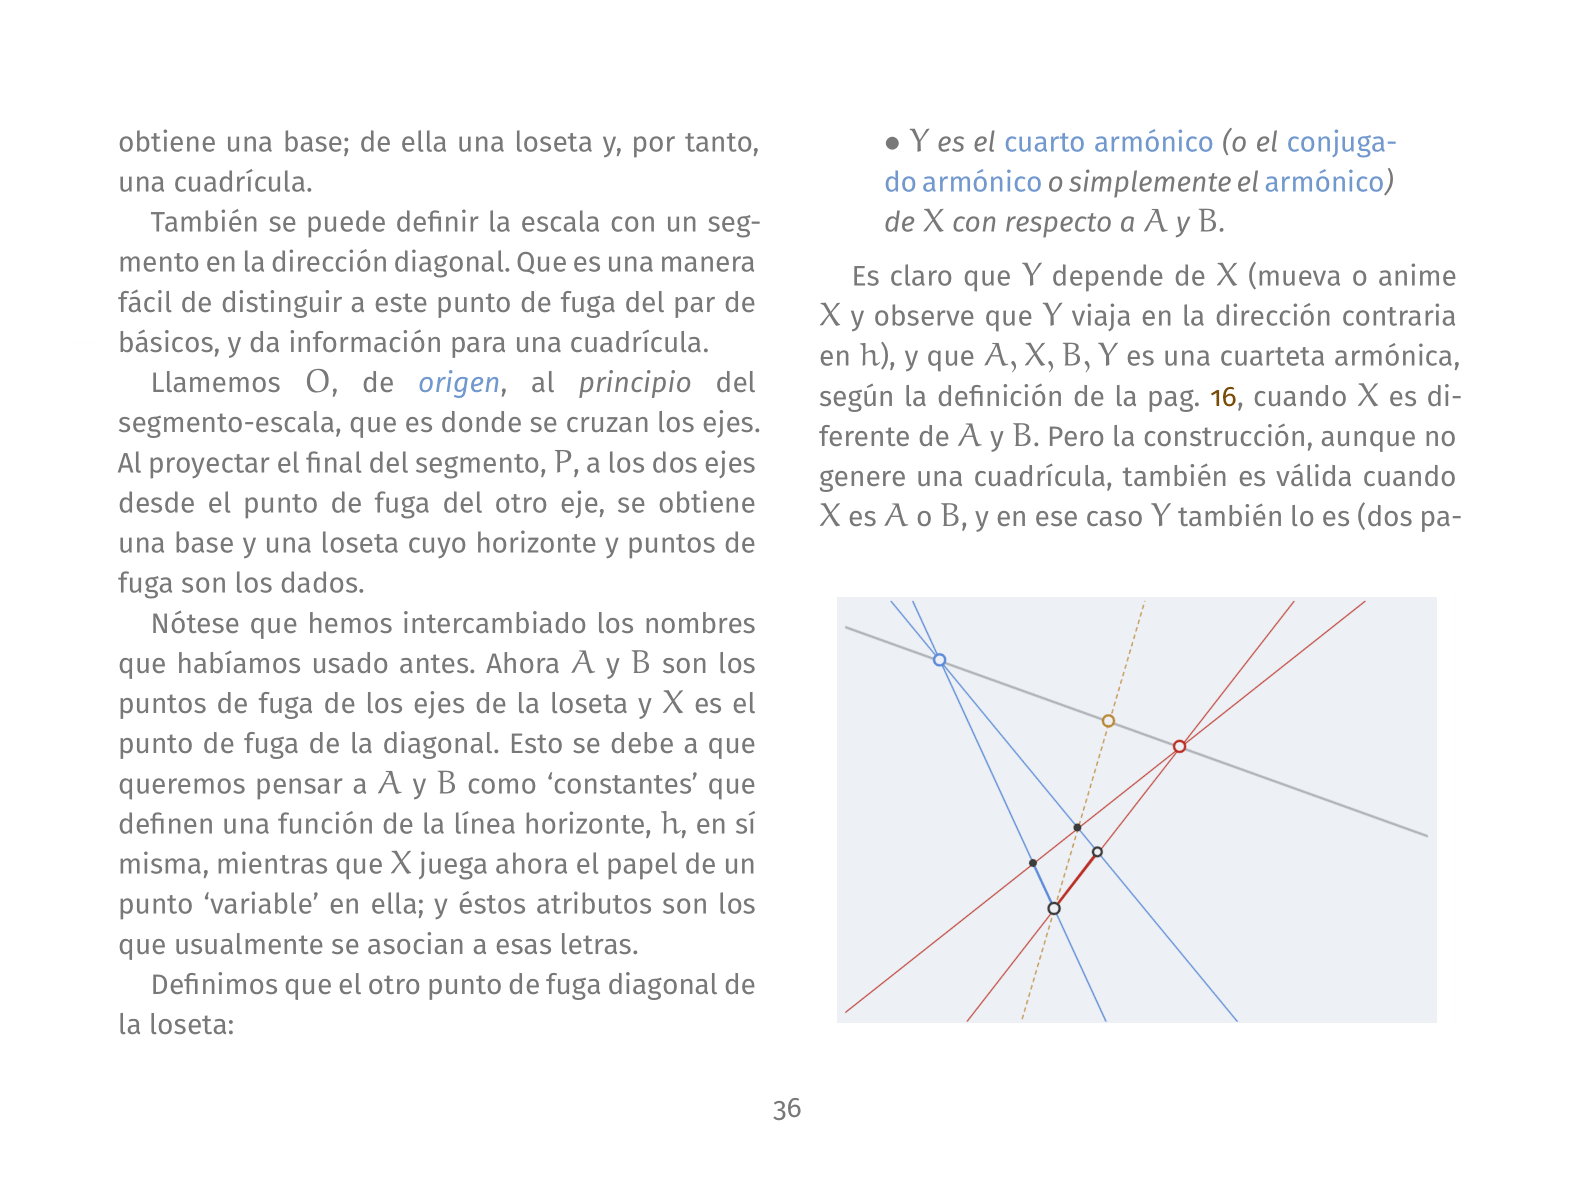 obtiene una base; de ella una loseta y, por tanto,
una cuadrícula.
También se puede definir la escala con un seg-
mento en la dirección diagonal. Que es una manera
fácil de distinguir a este punto de fuga del par de
básicos, y da información para una cuadrícula.
Llamemos O, de origen, al principio del
segmento-escala, que es donde se cruzan los ejes.
Al proyectar el final del segmento, P, a los dos ejes
desde el punto de fuga del otro eje, se obtiene
una base y una loseta cuyo horizonte y puntos de
fuga son los dados.
Nótese que hemos intercambiado los nombres
que habíamos usado antes. Ahora A y B son los
puntos de fuga de los ejes de la loseta y X es el
punto de fuga de la diagonal. Esto se debe a que
queremos pensar a A y B como ‘constantes’ que
definen una función de la línea horizonte, h, en sí
misma, mientras que X juega ahora el papel de un
punto ‘variable’ en ella; y éstos atributos son los
que usualmente se asocian a esas letras.
Definimos que el otro punto de fuga diagonal de
la loseta:
• Y es el cuarto armónico (o el conjuga-
do armónico o simplemente el armónico)
de X con respecto a A y B.
Es claro que Y depende de X (mueva o anime
X y observe que Y viaja en la dirección contraria
en h), y que A, X, B, Y es una cuarteta armónica,
según la definición de la pag. 16, cuando X es di-
ferente de A y B. Pero la construcción, aunque no
genere una cuadrícula, también es válida cuando
X es A o B, y en ese caso Y también lo es (dos pa-
36